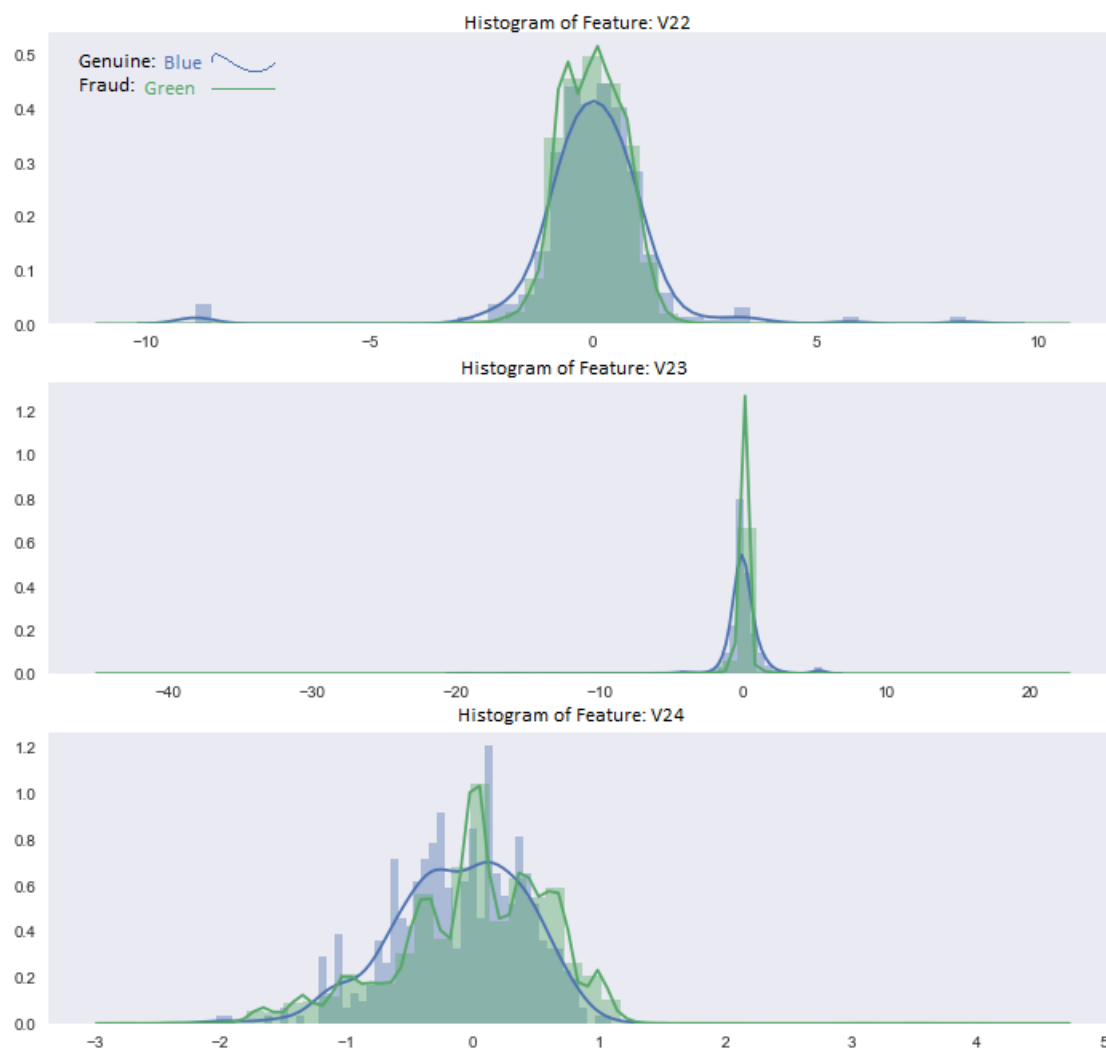 Histogram of Feature: V22
Genuine: Blue
Fraud: Green
0.5
0.4
0.3
0.2
0.1
0.0
−10 −5 0 5 10
Histogram of Feature: V23
1.2
1.0
0.8
0.6
0.4
0.2
0.0
−40 −30 −20 −10 0 10 20
Histogram of Feature: V24
1.2
1.0
0.8
0.6
0.4
0.2
0.0
−3 −2 −1 0 1 2 3 4 5